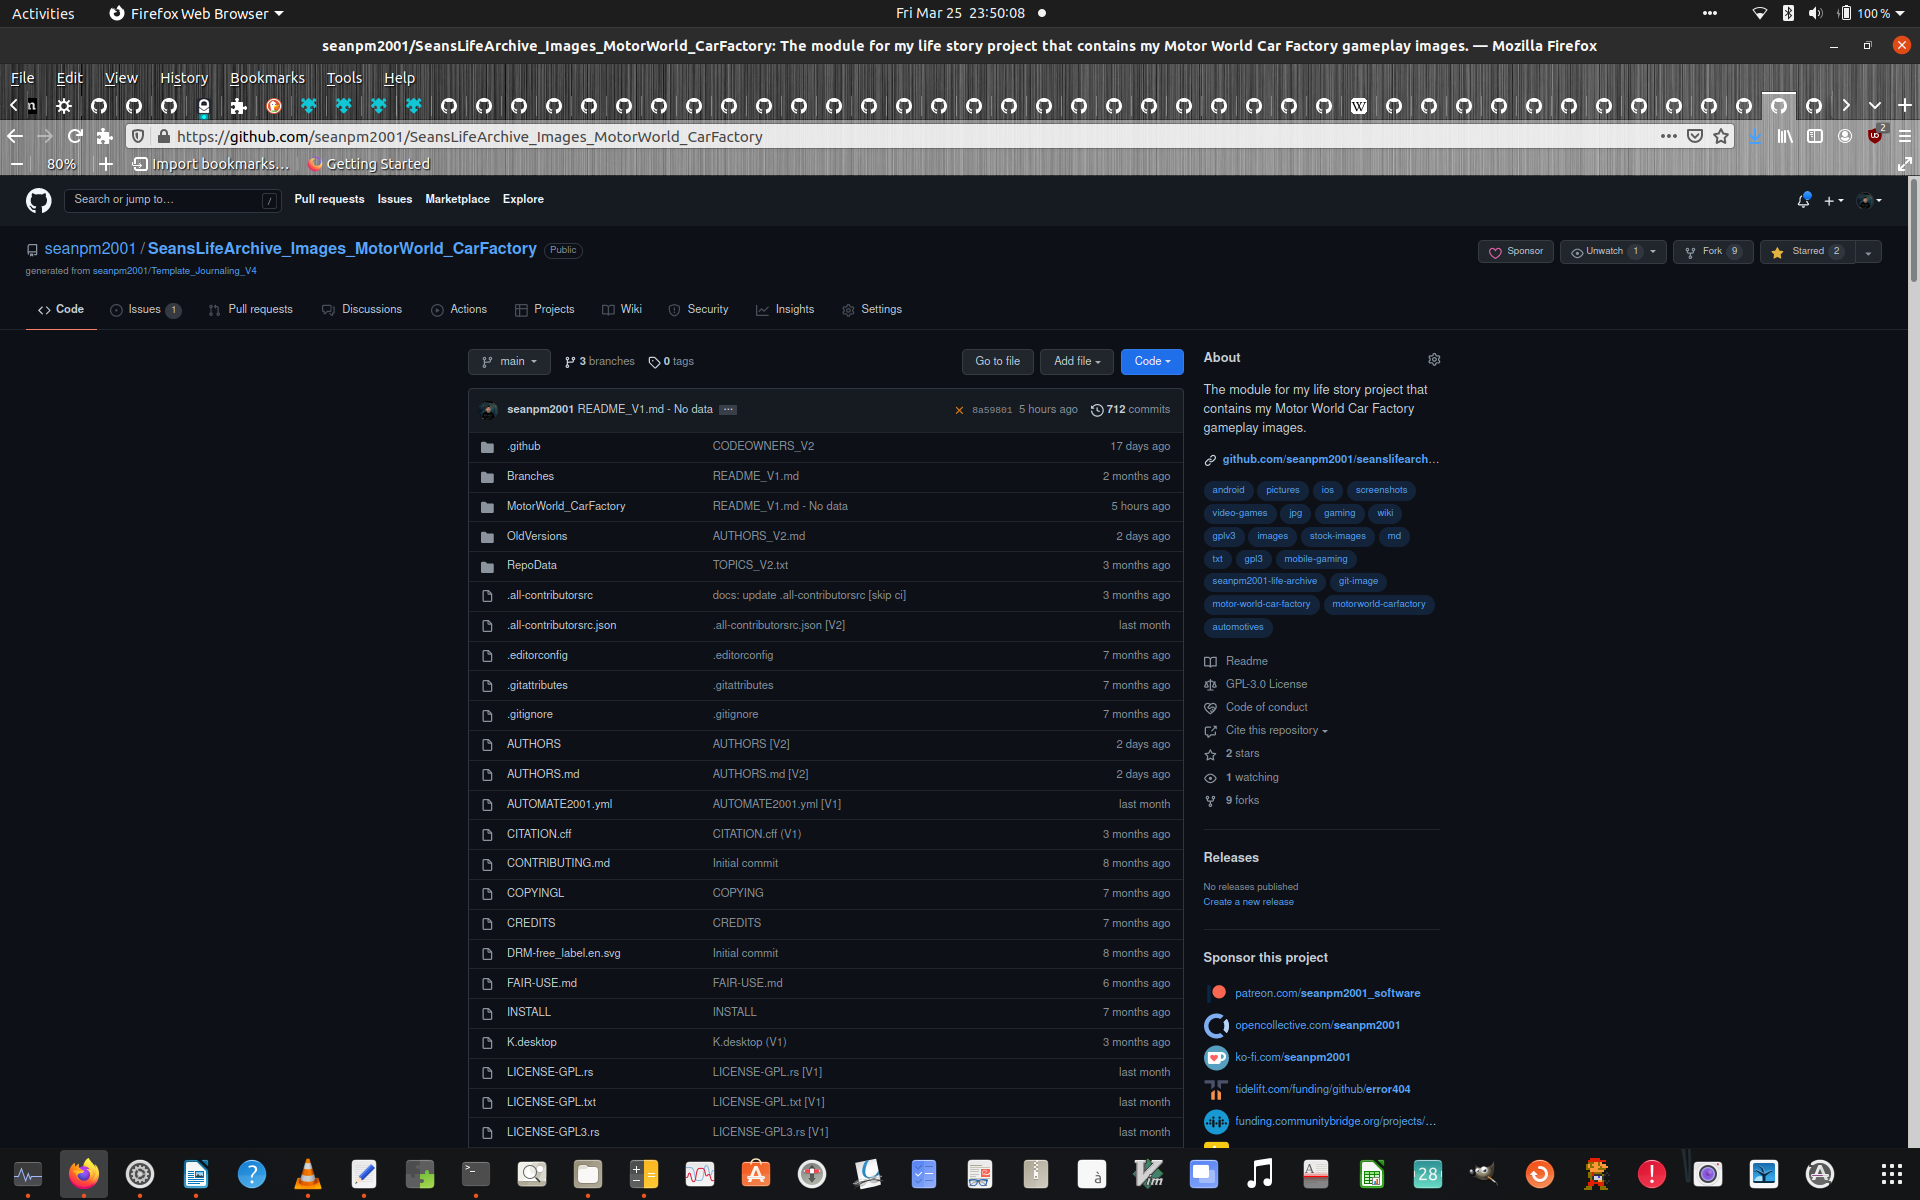 Activities
Firefox Web Browser
Fri Mar 25 23:50:08
100 %
seanpm2001/SeansLifeArchive_Images_MotorWorld_CarFactory: The module for my life story project that contains my Motor World Car Factory gameplay images. — Mozilla Firefox
File Edit View History Bookmarks Tools Help
https://github.com/seanpm2001/SeansLifeArchive_Images_MotorWorld_CarFactory
2
80%
Import bookmarks...
Getting Started
Search or jump to...
/
Pull requests Issues Marketplace Explore
seanpm2001 / SeansLifeArchive_Images_MotorWorld_CarFactory Public
generated from seanpm2001/Template_Journaling_V4
Sponsor
Unwatch 1
Fork 9
Starred 2
Code
Issues 1
Pull requests
Discussions
Actions
Projects
Wiki
Security
Insights
Settings
main
3 branches
0 tags
Go to file
Add file
Code
seanpm2001 README_V1.md - No data ... 8a59801 5 hours ago 712 commits
.github CODEOWNERS_V2 17 days ago
Branches README_V1.md 2 months ago
MotorWorld_CarFactory README_V1.md - No data 5 hours ago
OldVersions AUTHORS_V2.md 2 days ago
RepoData TOPICS_V2.txt 3 months ago
.all-contributorsrc docs: update .all-contributorsrc [skip ci] 3 months ago
.all-contributorsrc.json .all-contributorsrc.json [V2] last month
.editorconfig .editorconfig 7 months ago
.gitattributes .gitattributes 7 months ago
.gitignore .gitignore 7 months ago
AUTHORS AUTHORS [V2] 2 days ago
AUTHORS.md AUTHORS.md [V2] 2 days ago
AUTOMATE2001.yml AUTOMATE2001.yml [V1] last month
CITATION.cff CITATION.cff (V1) 3 months ago
CONTRIBUTING.md Initial commit 8 months ago
COPYINGL COPYING 7 months ago
CREDITS CREDITS 7 months ago
DRM-free_label.en.svg Initial commit 8 months ago
FAIR-USE.md FAIR-USE.md 6 months ago
INSTALL INSTALL 7 months ago
K.desktop K.desktop (V1) 3 months ago
LICENSE-GPL.rs LICENSE-GPL.rs [V1] last month
LICENSE-GPL.txt LICENSE-GPL.txt [V1] last month
LICENSE-GPL3.rs LICENSE-GPL3.rs [V1] last month
About
The module for my life story project that
contains my Motor World Car Factory
gameplay images.
github.com/seanpm2001/seanslifearch...
android pictures ios screenshots
video-games jpg gaming wiki
gplv3 images stock-images md
txt gpl3 mobile-gaming
seanpm2001-life-archive git-image
motor-world-car-factory motorworld-carfactory
automotives
Readme
GPL-3.0 License
Code of conduct
Cite this repository
2 stars
1 watching
9 forks
Releases
No releases published
Create a new release
Sponsor this project
patreon.com/seanpm2001_software
opencollective.com/seanpm2001
ko-fi.com/seanpm2001
tidelift.com/funding/github/error404
funding.communitybridge.org/projects/...
28